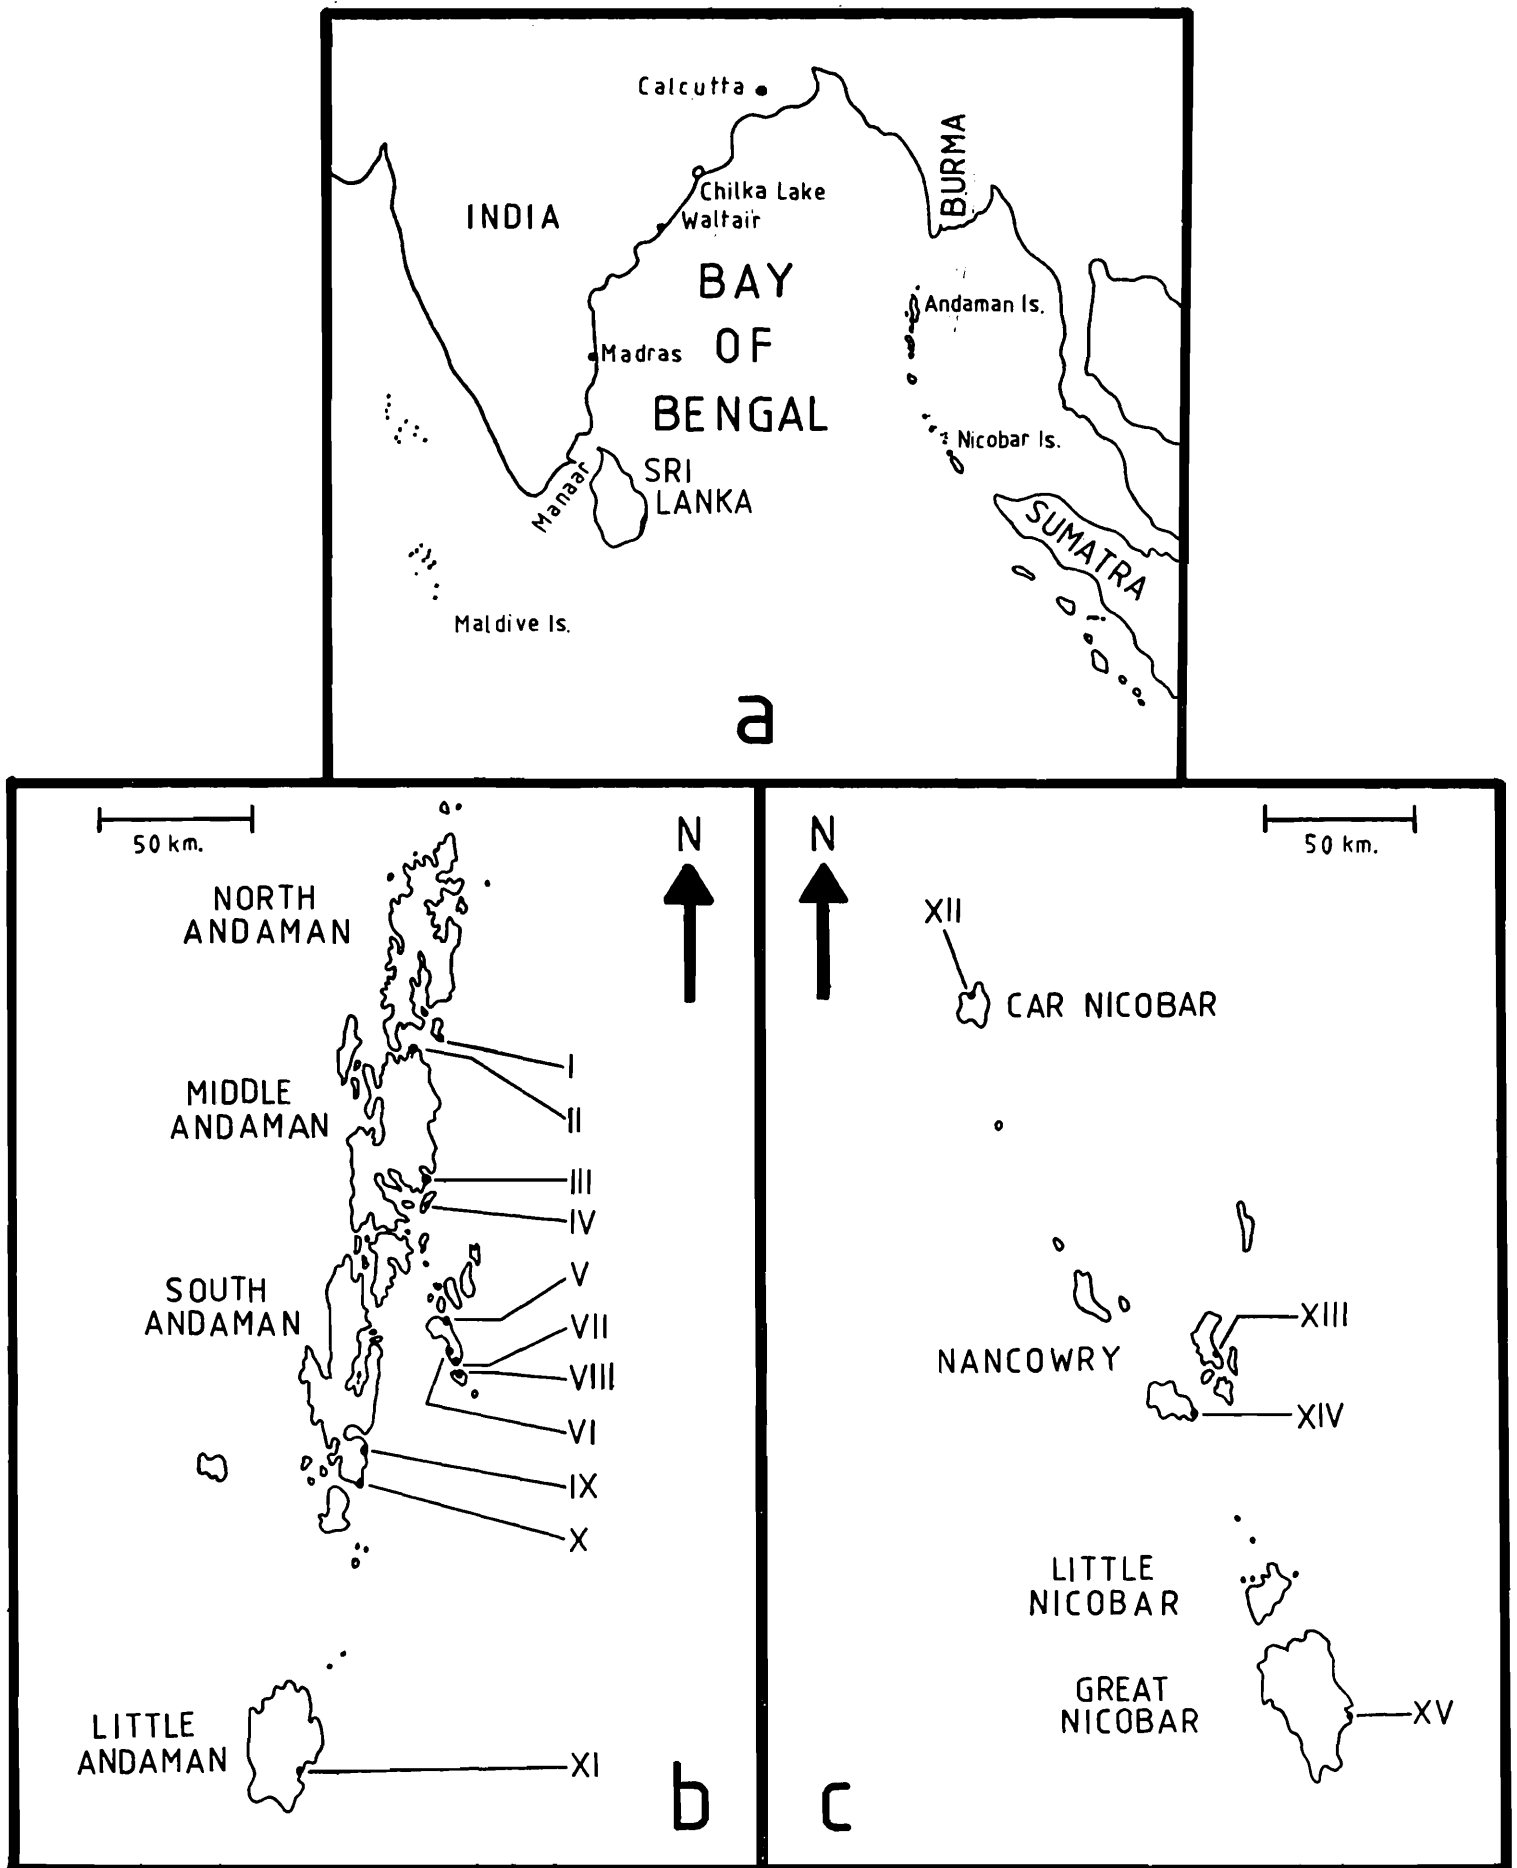 Calcutta
BURMA
Chilka Lake
INDIA
Waltair
BAY
OF
BENGAL
Andaman Is.
Madras
Nicobar Is.
Manaar
SRI
LANKA
SUMATRA
Maldive Is.
a
50 km.
N
NORTH
ANDAMAN
I
MIDDLE
ANDAMAN
II
III
IV
V
SOUTH
ANDAMAN
VII
VIII
VI
IX
X
LITTLE
ANDAMAN
XI
b
N
50 km.
XII
CAR NICOBAR
XIII
NANCOWRY
XIV
LITTLE
NICOBAR
GREAT
NICOBAR
XV
c